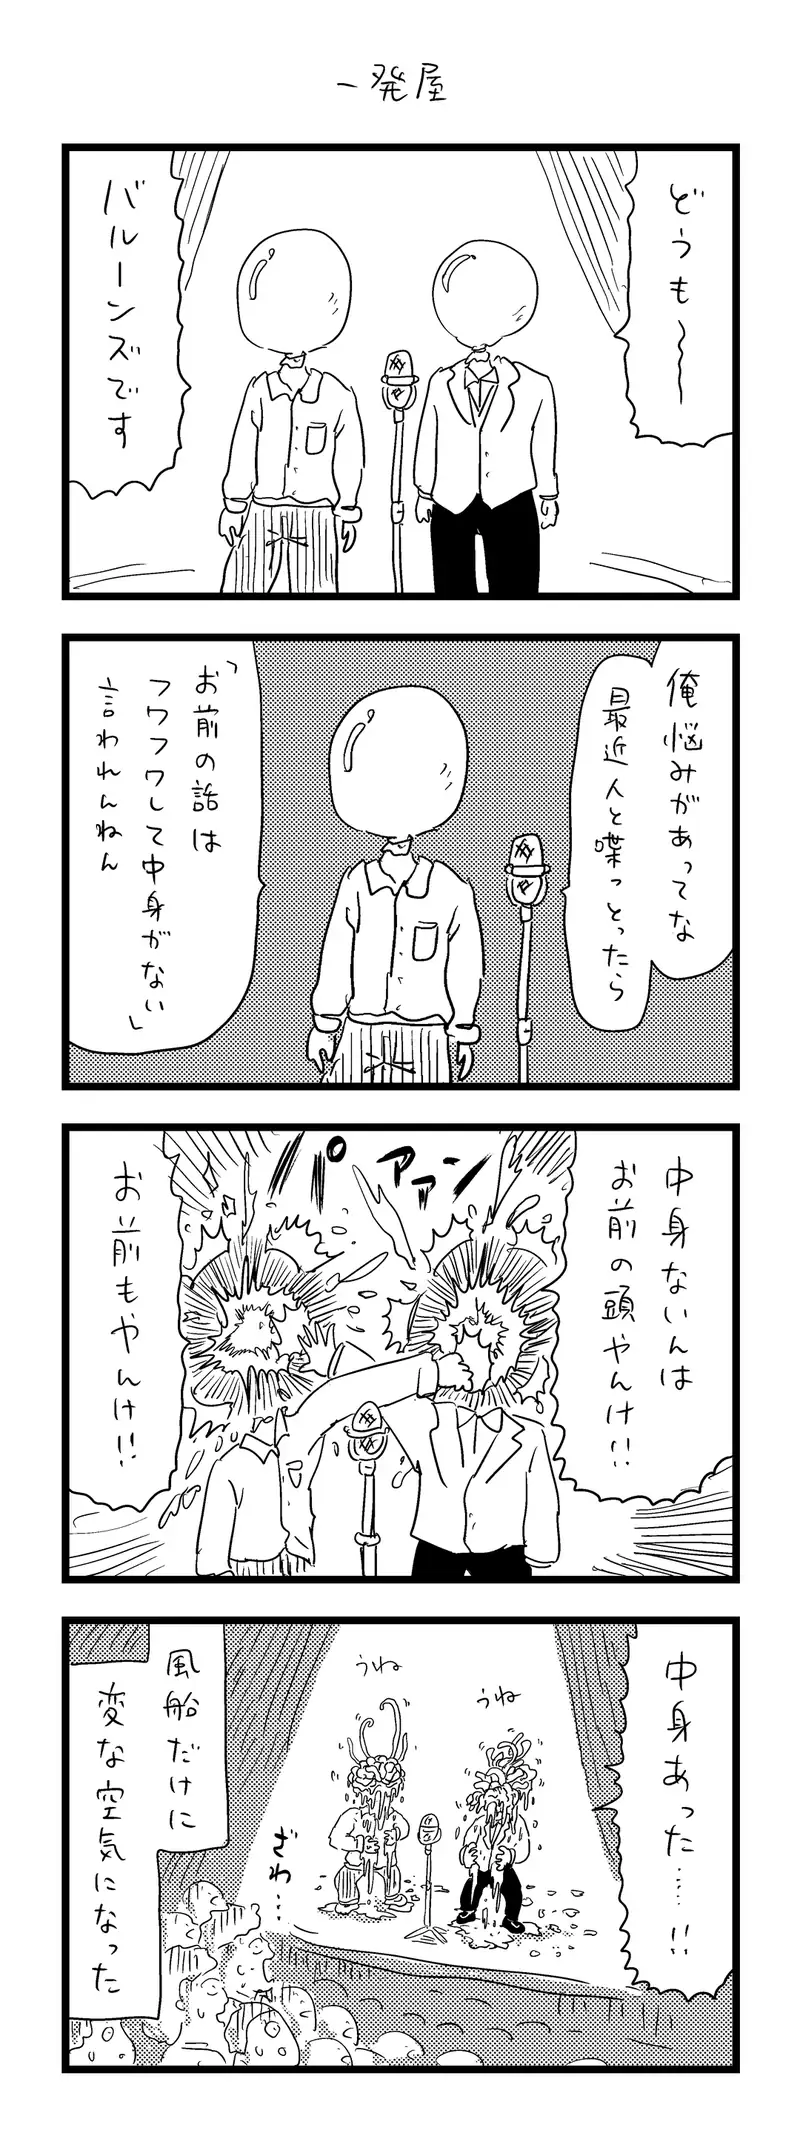 一発屋
どうも〜〜
バルーンズです
俺悩みがあってな
最近人と喋っとったら
「お前の話は
フワフワして中身がない」
言われんねん
中身ないんは
お前の頭やんけ!!
パァアァン
お前もやんけ!!
中身あった……!!
うね
うね
ざわ…
風船だけに
変な空気になった